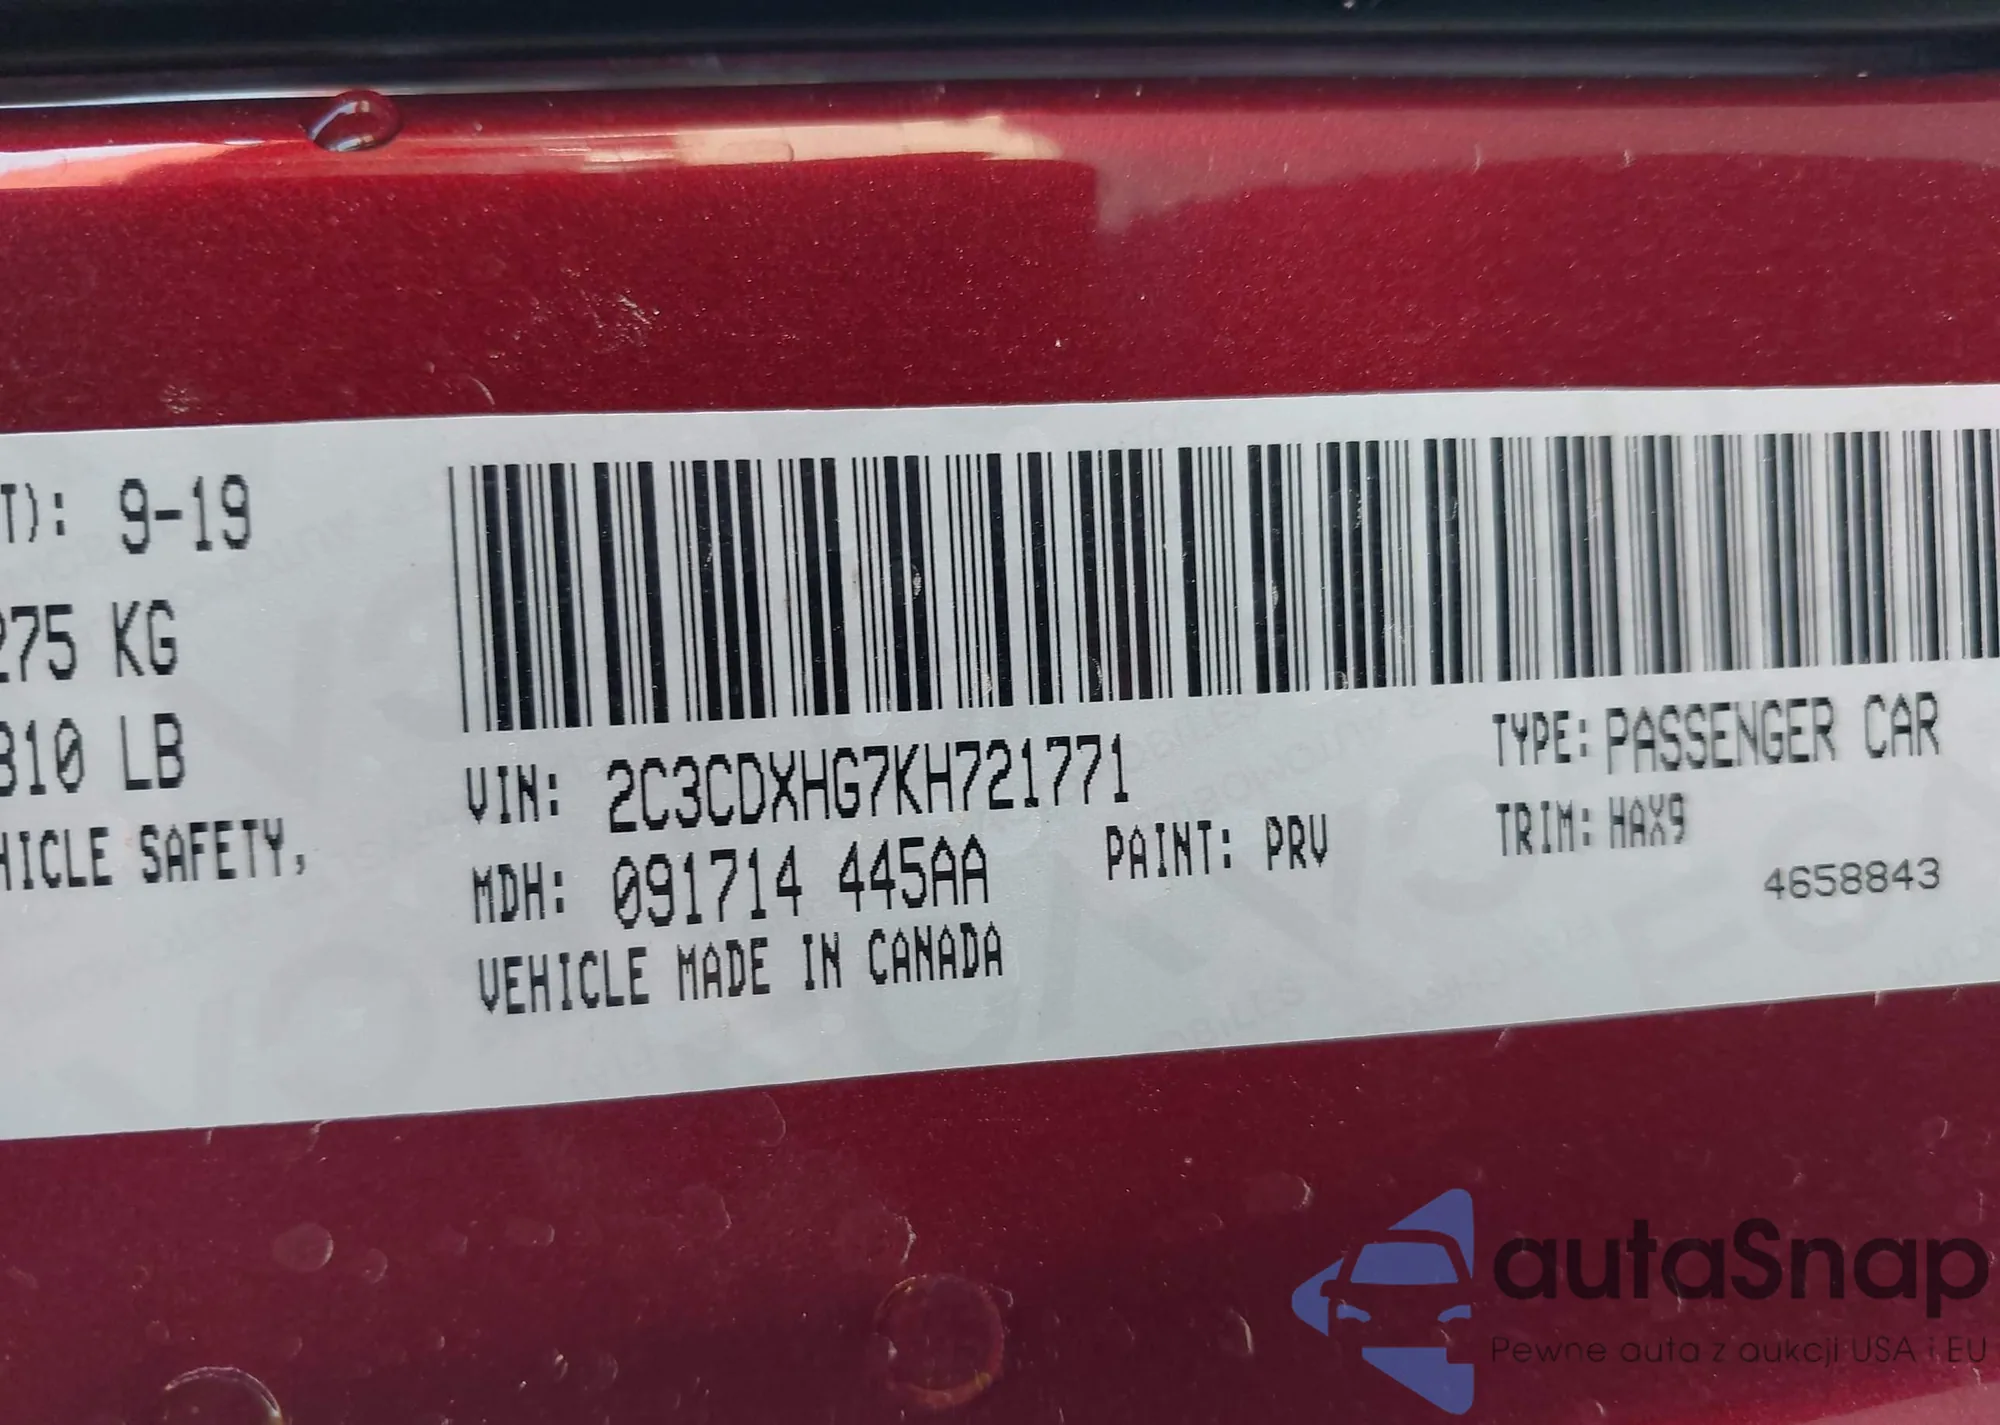 T): 9-19
275 KG
310 LB
HICLE SAFETY,
VIN: 2C3CDXHG7KH721771
TYPE: PASSENGER CAR
MDH: 091714 445AA
PAINT: PRV
TRIM: HAX9
4658843
VEHICLE MADE IN CANADA
autaSnap
Pewne auta z aukcji USA i EU